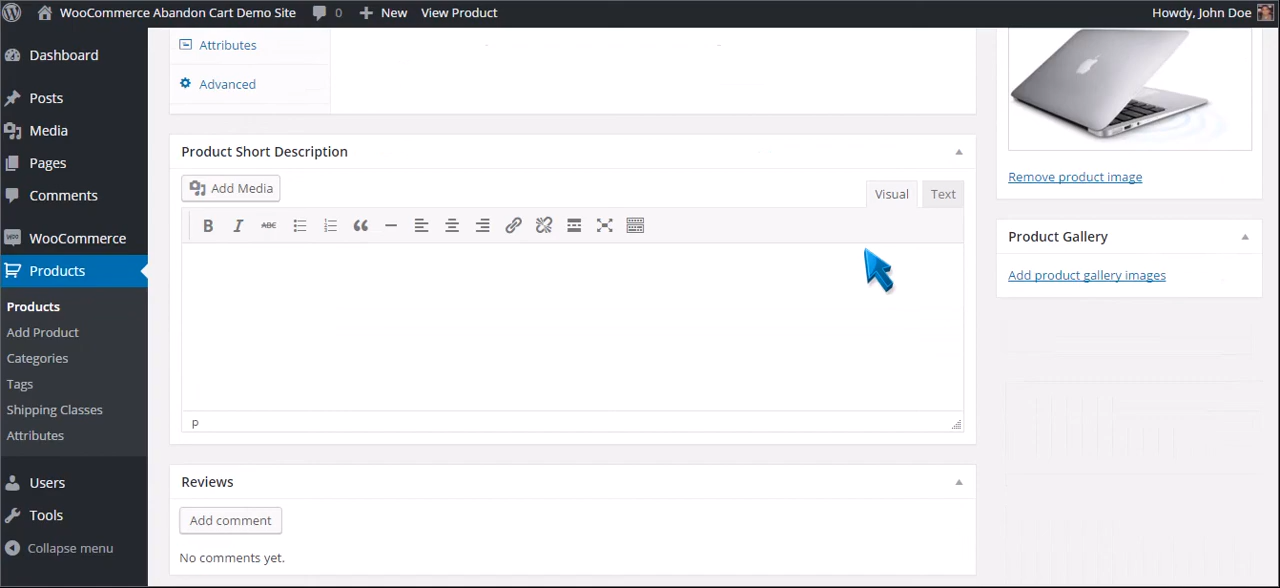 WooCommerce Abandon Cart Demo Site 0 New View Product Howdy, John Doe
Dashboard
Posts
Media
Pages
Comments
WooCommerce
Products
Products
Add Product
Categories
Tags
Shipping Classes
Attributes
Users
Tools
Collapse menu
Attributes
Advanced
Product Short Description
Add Media
Visual Text
B I ABC
P
Reviews
Add comment
No comments yet.
Remove product image
Product Gallery
Add product gallery images